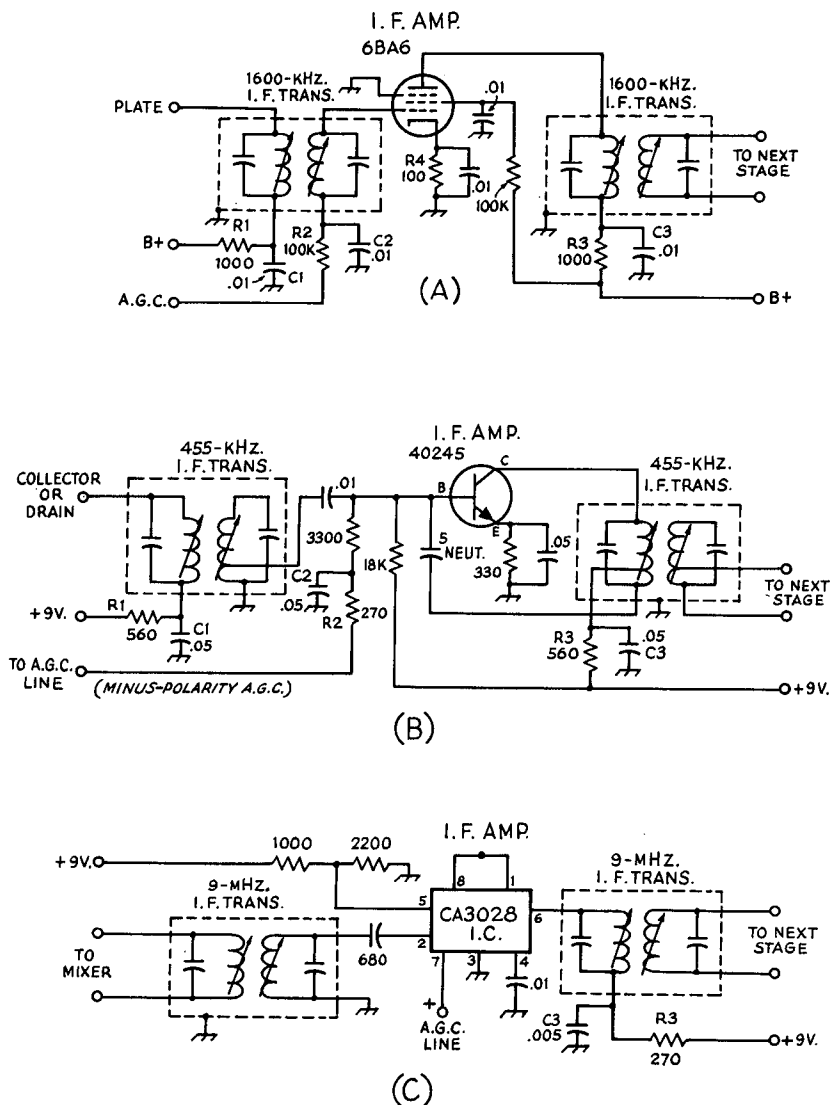 I.F. AMP.
6BA6
1600-KHz.
I.F. TRANS.
PLATE
.01
1600-KHz.
I.F. TRANS.
R4
100
.01
100K
TO NEXT
STAGE
R1
1000
B+
.01
C1
R2
100K
C2
.01
R3
1000
C3
.01
A.G.C.
B+
(A)
I.F. AMP.
40245
455-KHz.
I.F. TRANS.
COLLECTOR
OR
DRAIN
.01
B
C
E
455-KHz.
I.F. TRANS.
3300
18K
5
NEUT.
330
.05
C2
.05
R2
270
TO NEXT
STAGE
+9V.
R1
560
C1
.05
R3
560
.05
C3
TO A.G.C.
LINE
(MINUS-POLARITY A.G.C.)
+9V.
(B)
I.F. AMP.
+9V.
1000
2200
9-MHz.
I.F. TRANS.
8
1
5
CA3028
I.C.
6
2
7
3
4
9-MHz.
I.F. TRANS.
TO
MIXER
680
.01
+
A.G.C.
LINE
TO NEXT
STAGE
C3
.005
R3
270
+9V.
(C)